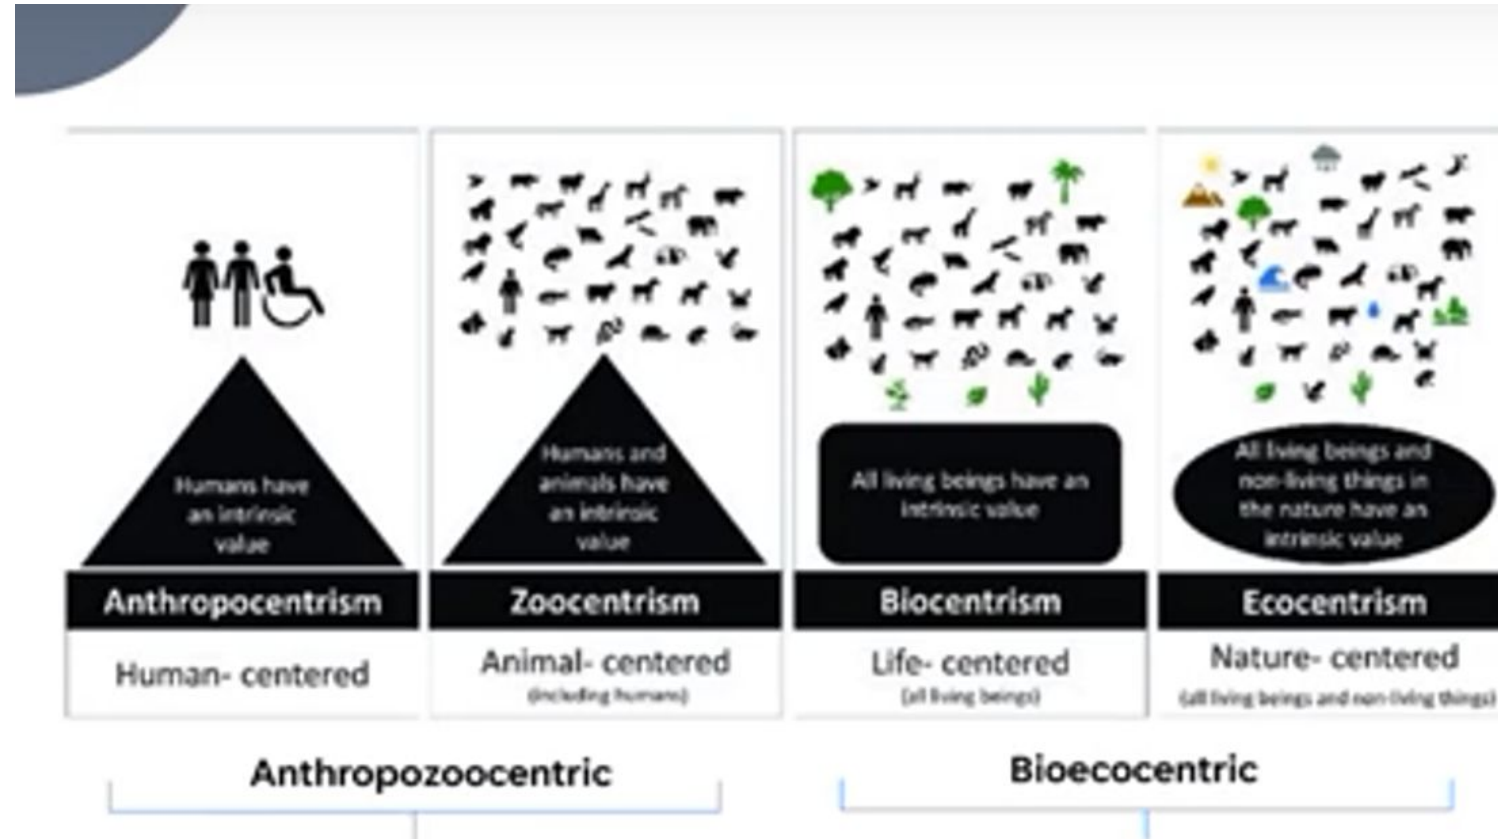 Humans have
an intrinsic
value
Anthropocentrism
Human- centered
Humans and
animals have
an intrinsic
value
Zoocentrism
Animal- centered
(including humans)
All living beings have an
intrinsic value
Biocentrism
Life- centered
(all living beings)
All living beings and
non-living things in
the nature have an
intrinsic value
Ecocentrism
Nature- centered
(all living beings and non-living things)
Anthropozoocentric
Bioecocentric